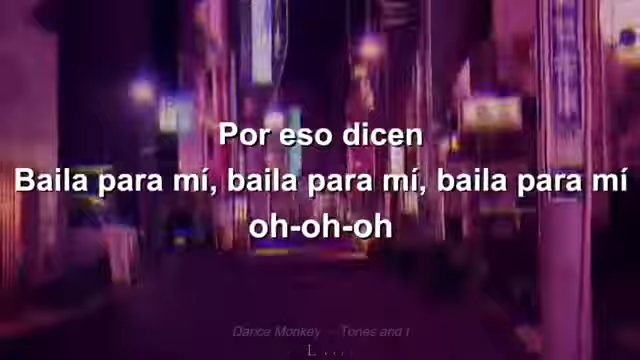 Por eso dicen
Baila para mí, baila para mí, baila para mí
oh-oh-oh
Dance Monkey - Tones and I